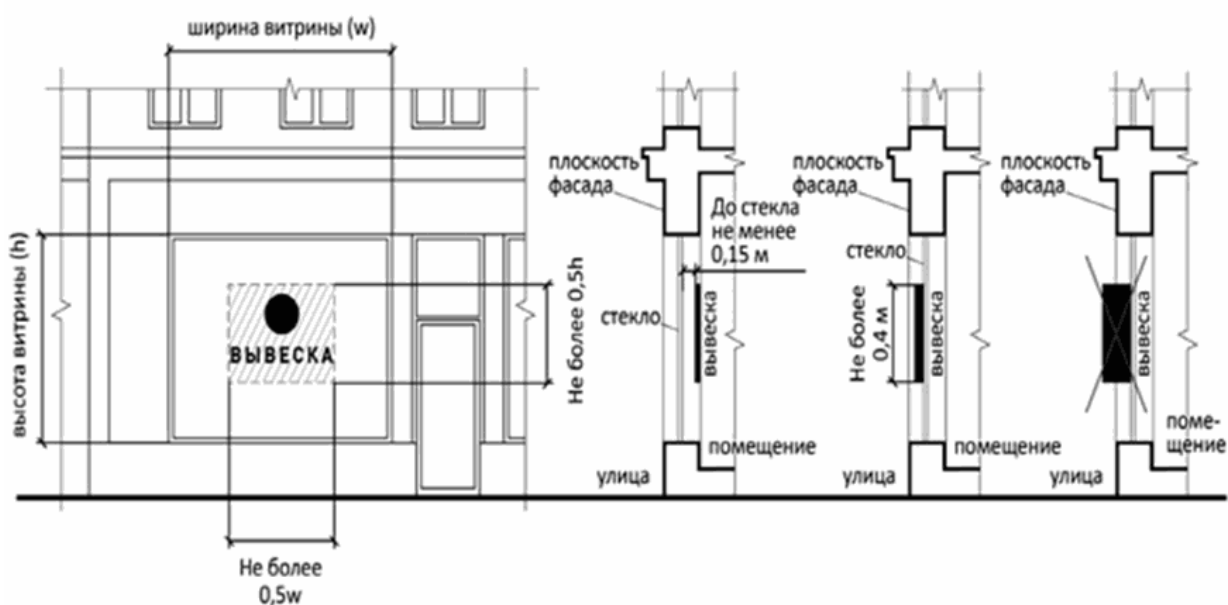 ширина витрины (w)
высота витрины (h)
ВЫВЕСКА
Не более 0,5h
Не более
0,5w
плоскость
фасада
До стекла
не менее
0,15 м
стекло
вывеска
помещение
улица
плоскость
фасада
стекло
Не более
0,4 м
вывеска
помещение
улица
плоскость
фасада
вывеска
поме-
щение
улица